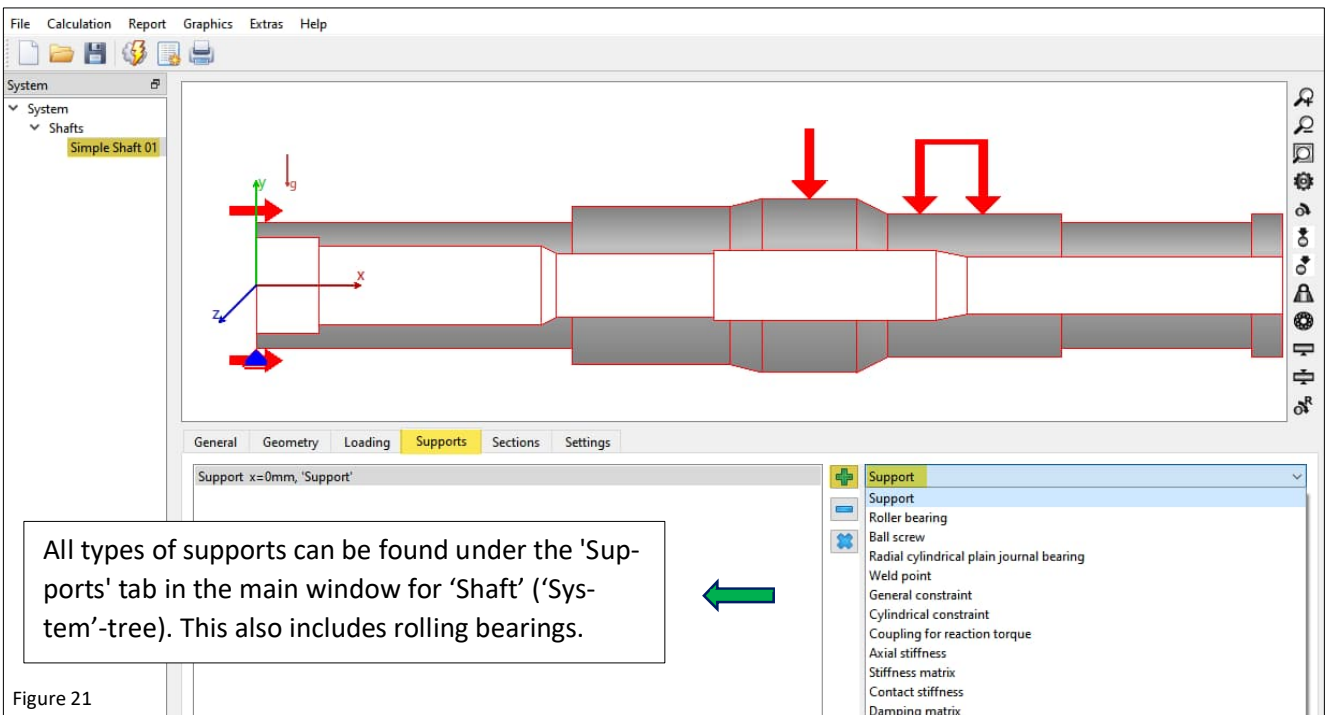 File Calculation Report Graphics Extras Help
System
System
Shafts
Simple Shaft 01
y
g
x
z
R
General Geometry Loading Supports Sections Settings
Support x=0mm, 'Support'
Support
Support
Roller bearing
Ball screw
Radial cylindrical plain journal bearing
Weld point
General constraint
Cylindrical constraint
Coupling for reaction torque
Axial stiffness
Stiffness matrix
Contact stiffness
Damping matrix
All types of supports can be found under the 'Sup-
ports' tab in the main window for ‘Shaft’ (‘Sys-
tem’-tree). This also includes rolling bearings.
Figure 21